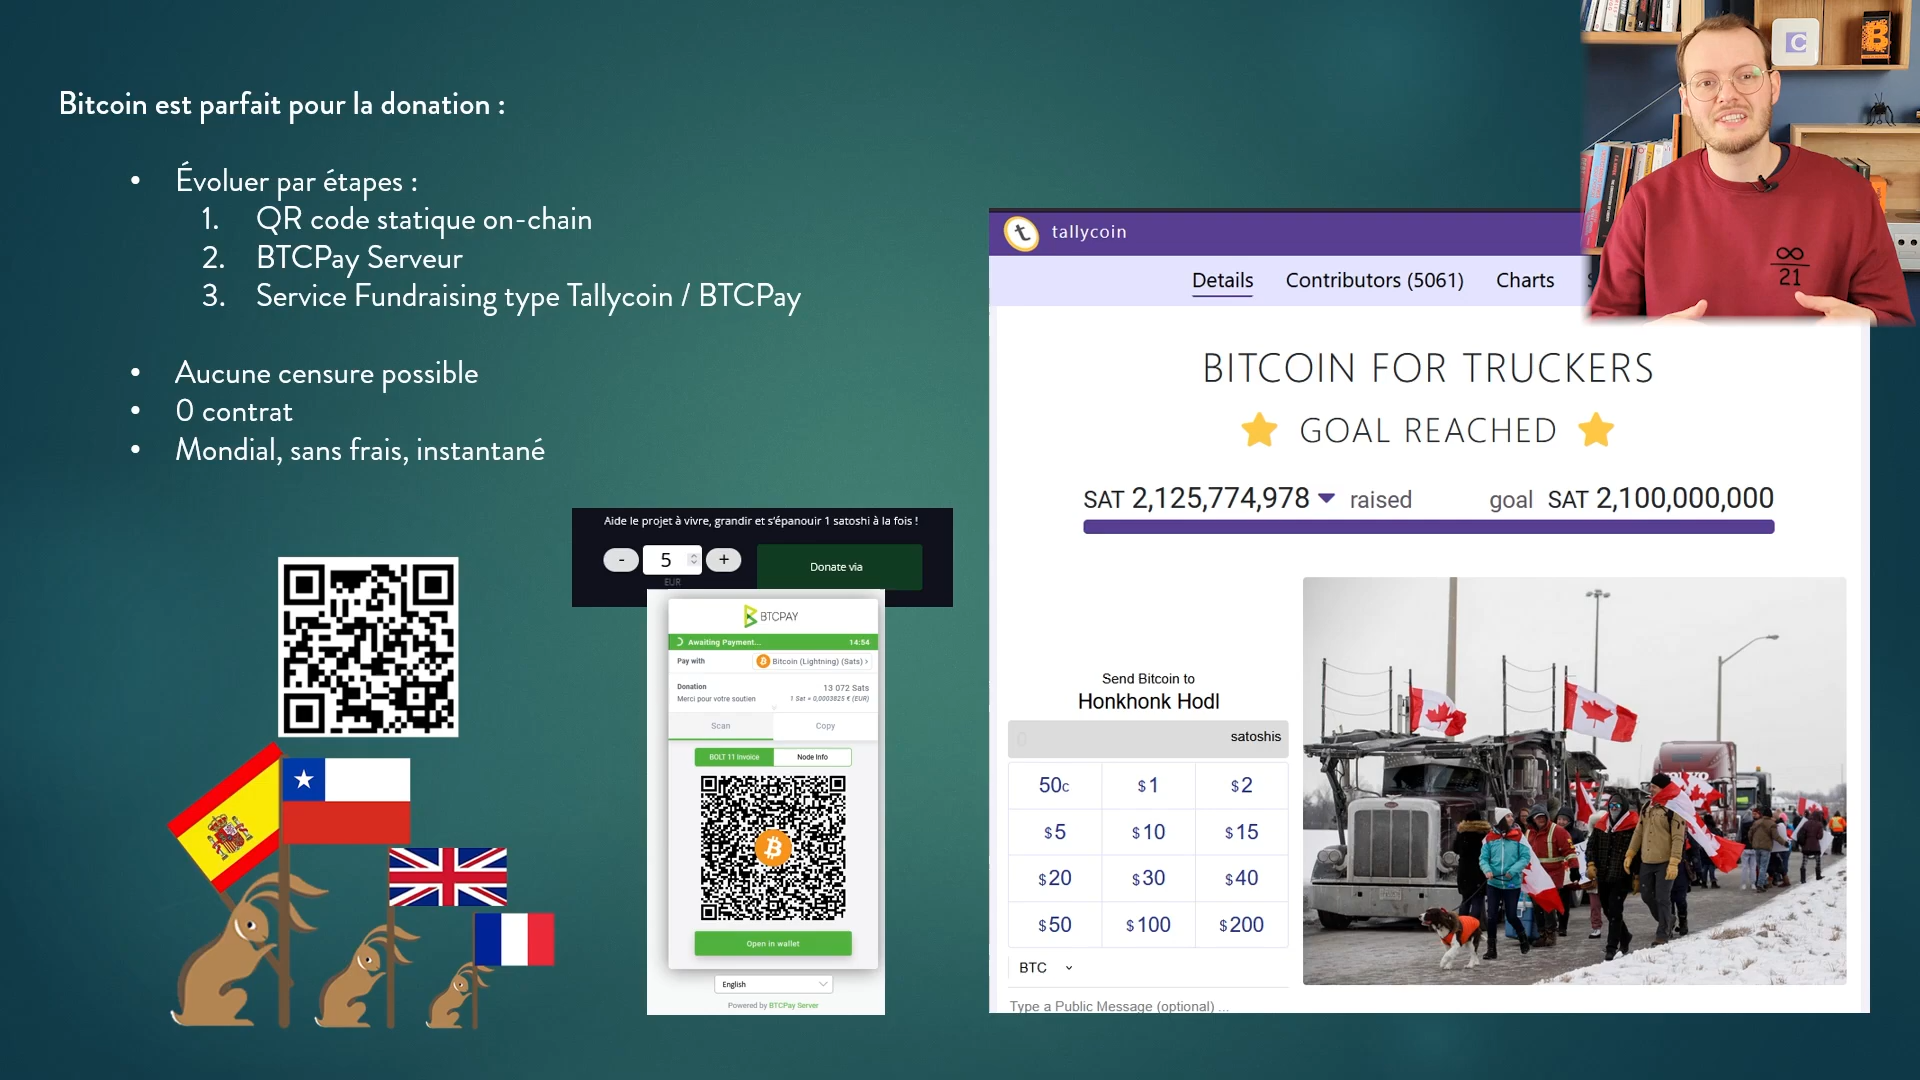 Bitcoin est parfait pour la donation :
• Évoluer par étapes :
1. QR code statique on-chain
2. BTCPay Serveur
3. Service Fundraising type Tallycoin / BTCPay
• Aucune censure possible
• 0 contrat
• Mondial, sans frais, instantané
Aide le projet à vivre, grandir et s'épanouir 1 satoshi à la fois !
- 5 +
EUR
Donate via
BTCPAY
Awaiting Payment... 14:54
Pay with Bitcoin (Lightning) (Sats) >
Donation 13 072 Sats
Merci pour votre soutien 1 Sat = 0,0003825 € (EUR)
Scan Copy
BOLT 11 Invoice Node Info
Open in wallet
English
Powered by BTCPay Server
t tallycoin
Details Contributors (5061) Charts
BITCOIN FOR TRUCKERS
GOAL REACHED
SAT 2,125,774,978 raised goal SAT 2,100,000,000
Send Bitcoin to
Honkhonk Hodl
0 satoshis
50c $1 $2
$5 $10 $15
$20 $30 $40
$50 $100 $200
BTC
Type a Public Message (optional) ...
C
∞
21